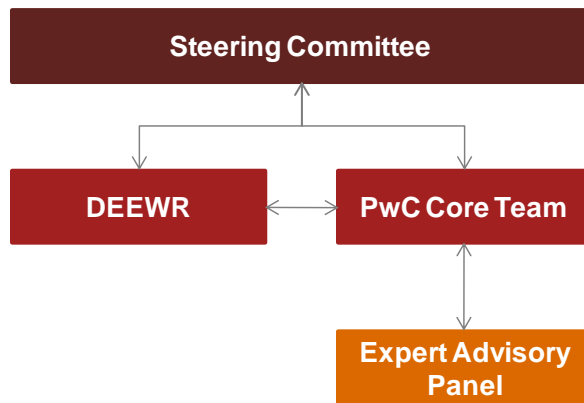 Steering Committee
DEEWR
PwC Core Team
Expert Advisory
Panel